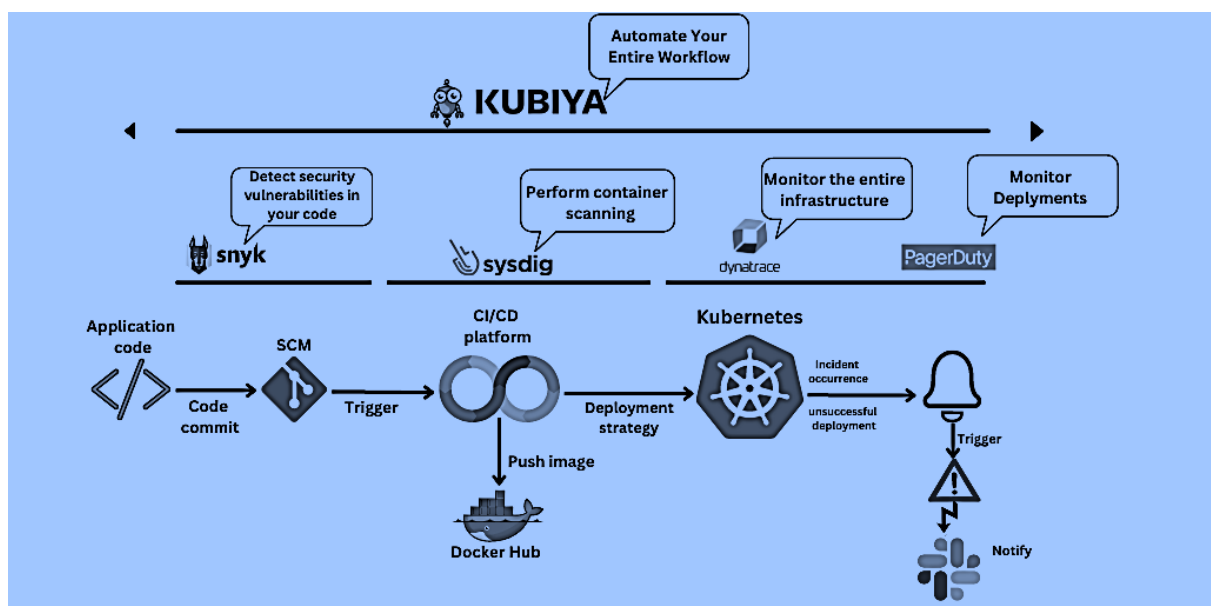 Automate Your
Entire Workflow
KUBIYA
Detect security
vulnerabilities in
your code
Perform container
scanning
Monitor the entire
infrastructure
Monitor
Deplyments
snyk
sysdig
dynatrace
PagerDuty
Application
code
SCM
CI/CD
platform
Kubernetes
Code
commit
Trigger
Deployment
strategy
Incident
occurrence
unsuccessful
deployment
Trigger
Push image
Docker Hub
Notify